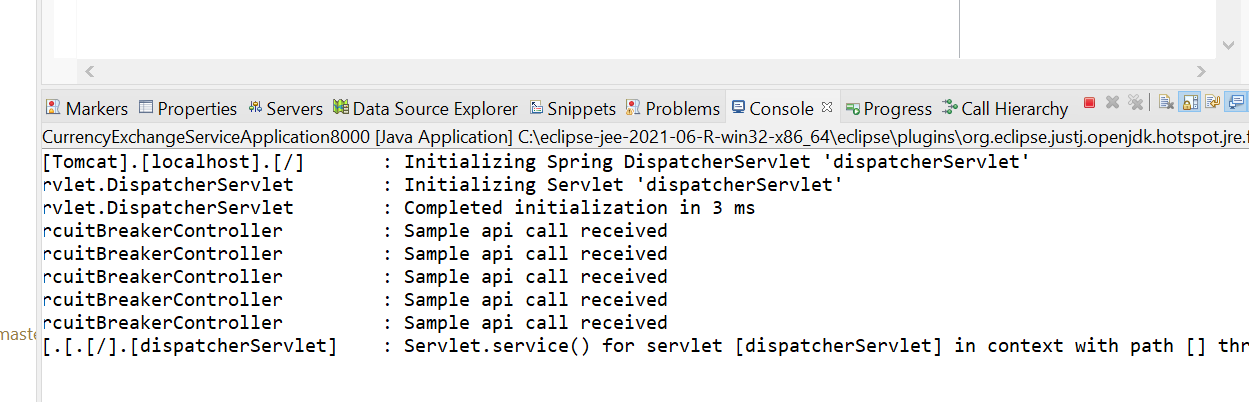 Markers Properties Servers Data Source Explorer Snippets Problems Console Progress Call Hierarchy
CurrencyExchangeServiceApplication8000 [Java Application] C:\eclipse-jee-2021-06-R-win32-x86_64\eclipse\plugins\org.eclipse.justj.openjdk.hotspot.jre.f
[Tomcat].[localhost].[/] : Initializing Spring DispatcherServlet 'dispatcherServlet'
rvlet.DispatcherServlet : Initializing Servlet 'dispatcherServlet'
rvlet.DispatcherServlet : Completed initialization in 3 ms
rcuitBreakerController : Sample api call received
rcuitBreakerController : Sample api call received
rcuitBreakerController : Sample api call received
rcuitBreakerController : Sample api call received
rcuitBreakerController : Sample api call received
maste
[.[.[/].[dispatcherServlet] : Servlet.service() for servlet [dispatcherServlet] in context with path [] thr